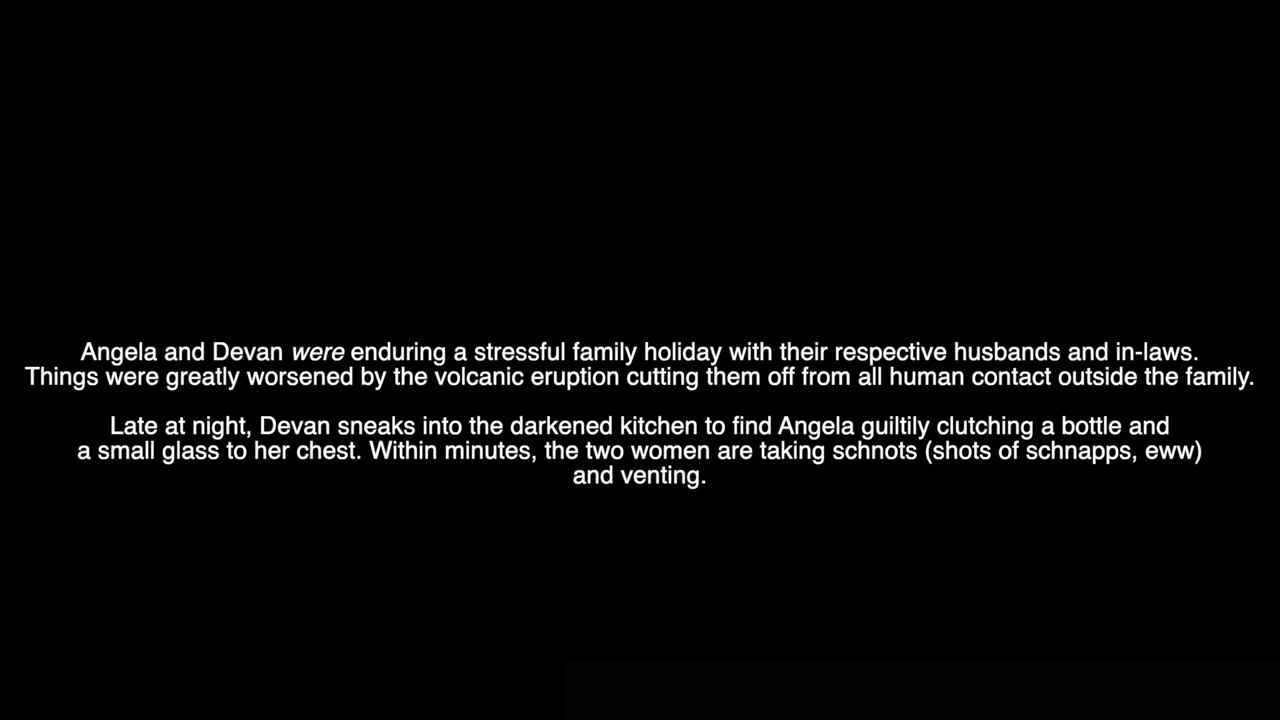 Angela and Devan were enduring a stressful family holiday with their respective husbands and in-laws.
Things were greatly worsened by the volcanic eruption cutting them off from all human contact outside the family.
Late at night, Devan sneaks into the darkened kitchen to find Angela guiltily clutching a bottle and
a small glass to her chest. Within minutes, the two women are taking schnots (shots of schnapps, eww)
and venting.